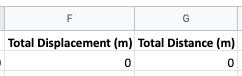 F G
Total Displacement (m) Total Distance (m)
0 0